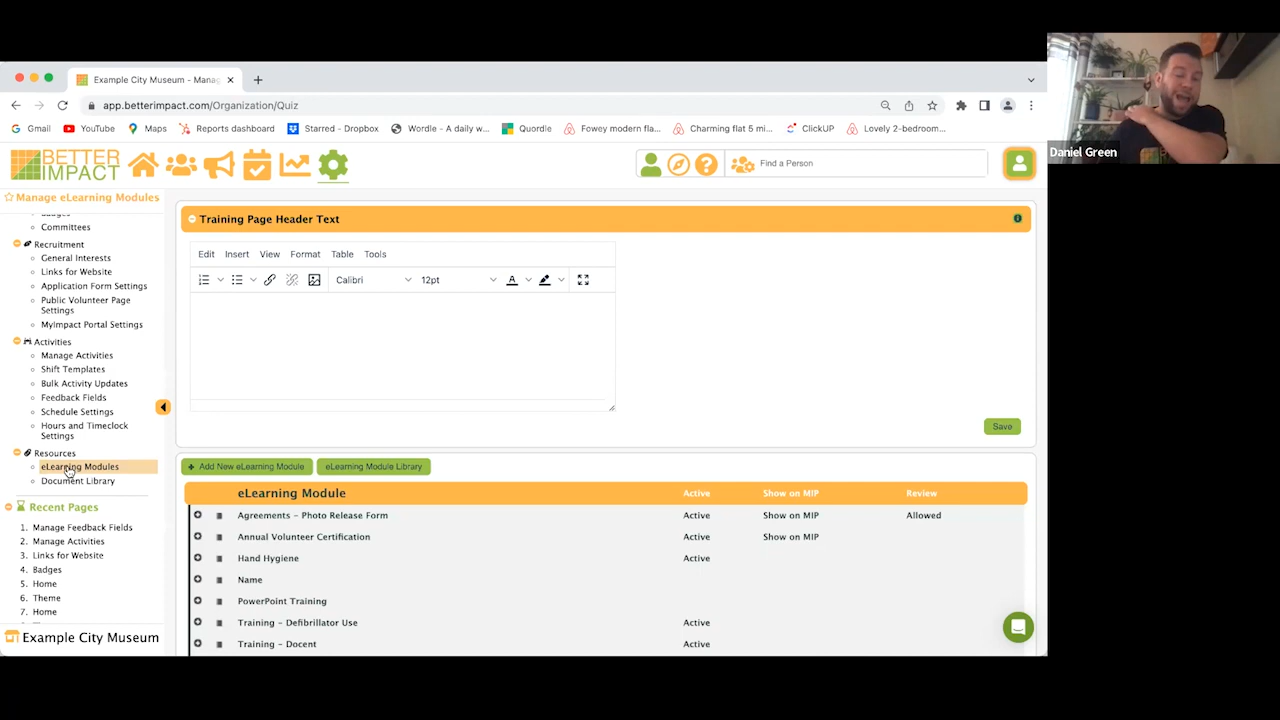 Example City Museum - Mana
app.betterimpact.com/Organization/Quiz
Gmail
YouTube
Maps
Reports dashboard
Starred - Dropbox
Wordle - A daily w...
Quordle
Fowey modern fla...
Charming flat 5 mi...
ClickUP
Lovely 2-bedroom...
Daniel Green
BETTER
IMPACT
Find a Person
Manage eLearning Modules
Badges
Committees
Recruitment
General Interests
Links for Website
Application Form Settings
Public Volunteer Page
Settings
MyImpact Portal Settings
Activities
Manage Activities
Shift Templates
Bulk Activity Updates
Feedback Fields
Schedule Settings
Hours and Timeclock
Settings
Resources
eLearning Modules
Document Library
Recent Pages
1. Manage Feedback Fields
2. Manage Activities
3. Links for Website
4. Badges
5. Home
6. Theme
7. Home
Example City Museum
Training Page Header Text
Edit Insert View Format Table Tools
Calibri 12pt
Save
+ Add New eLearning Module eLearning Module Library
eLearning Module Active Show on MIP Review
Agreements - Photo Release Form Active Show on MIP Allowed
Annual Volunteer Certification Active Show on MIP
Hand Hygiene Active
Name
PowerPoint Training
Training - Defibrillator Use Active
Training - Docent Active